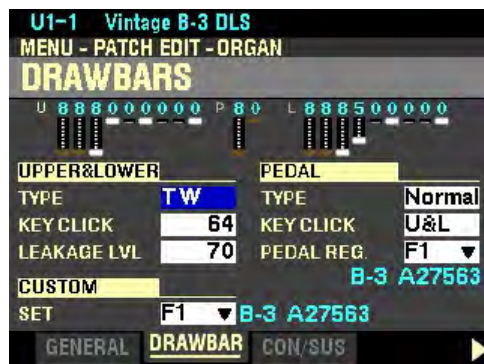 U1-1 Vintage B-3 DLS
MENU - PATCH EDIT - ORGAN
DRAWBARS
U 888000000 P 80 L 888500000
UPPER&LOWER PEDAL
TYPE TW TYPE Normal
KEY CLICK 64 KEY CLICK U&L
LEAKAGE LVL 70 PEDAL REG. F1 ▼
B-3 A27563
CUSTOM
SET F1 ▼ B-3 A27563
GENERAL DRAWBAR CON/SUS